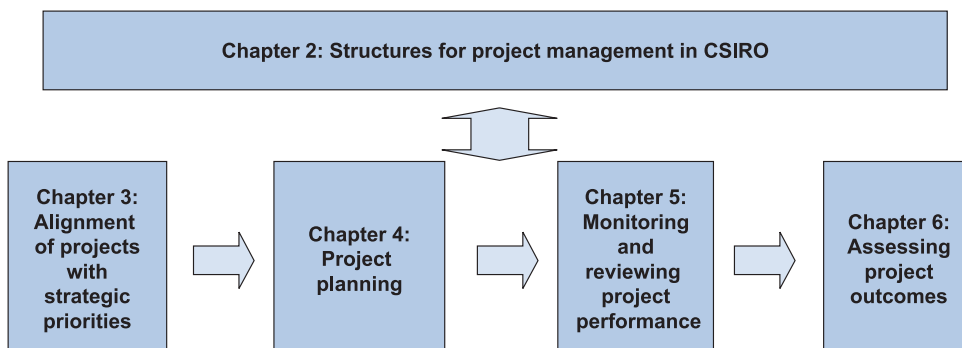 Chapter 2: Structures for project management in CSIRO
Chapter 3:
Alignment
of projects
with
strategic
priorities
Chapter 4:
Project
planning
Chapter 5:
Monitoring
and
reviewing
project
performance
Chapter 6:
Assessing
project
outcomes